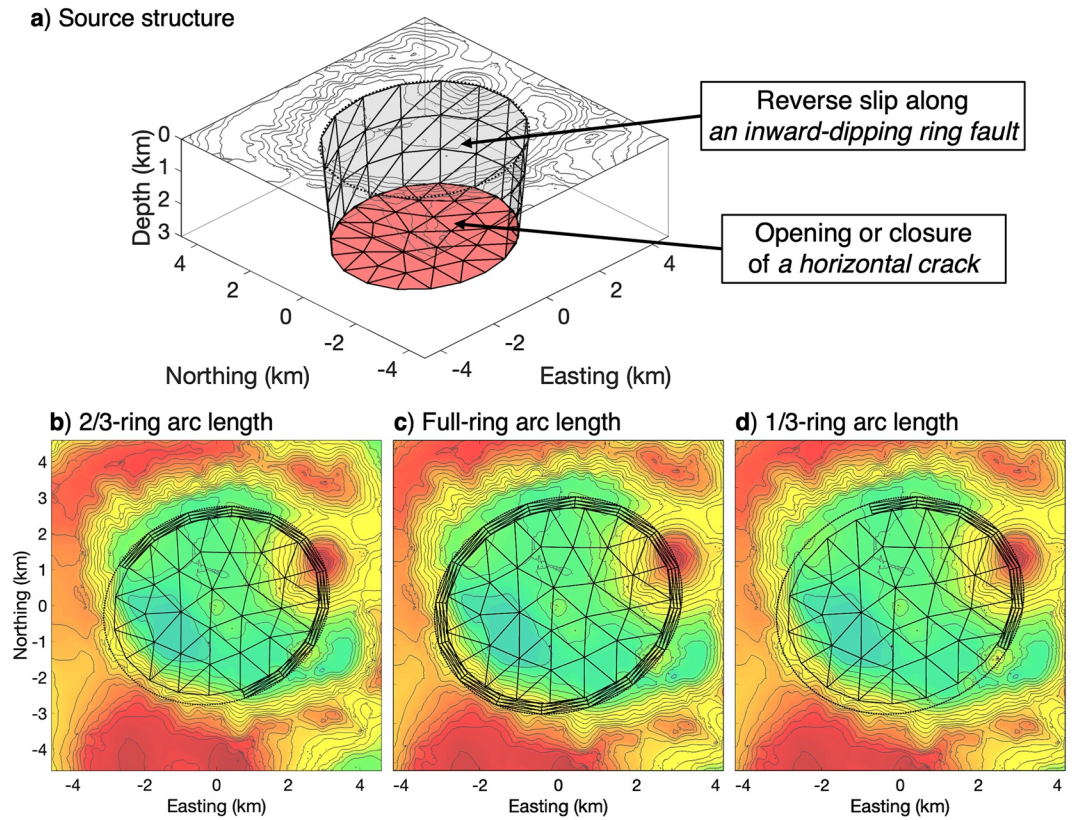 a) Source structure
Reverse slip along
an inward-dipping ring fault
Opening or closure
of a horizontal crack
Depth (km)
0
1
2
3
4
2
0
-2
-4
Northing (km)
-4
-2
0
2
4
Easting (km)
b) 2/3-ring arc length
c) Full-ring arc length
d) 1/3-ring arc length
Northing (km)
4
3
2
1
0
-1
-2
-3
-4
-4 -2 0 2 4
Easting (km)
-4 -2 0 2 4
Easting (km)
-4 -2 0 2 4
Easting (km)